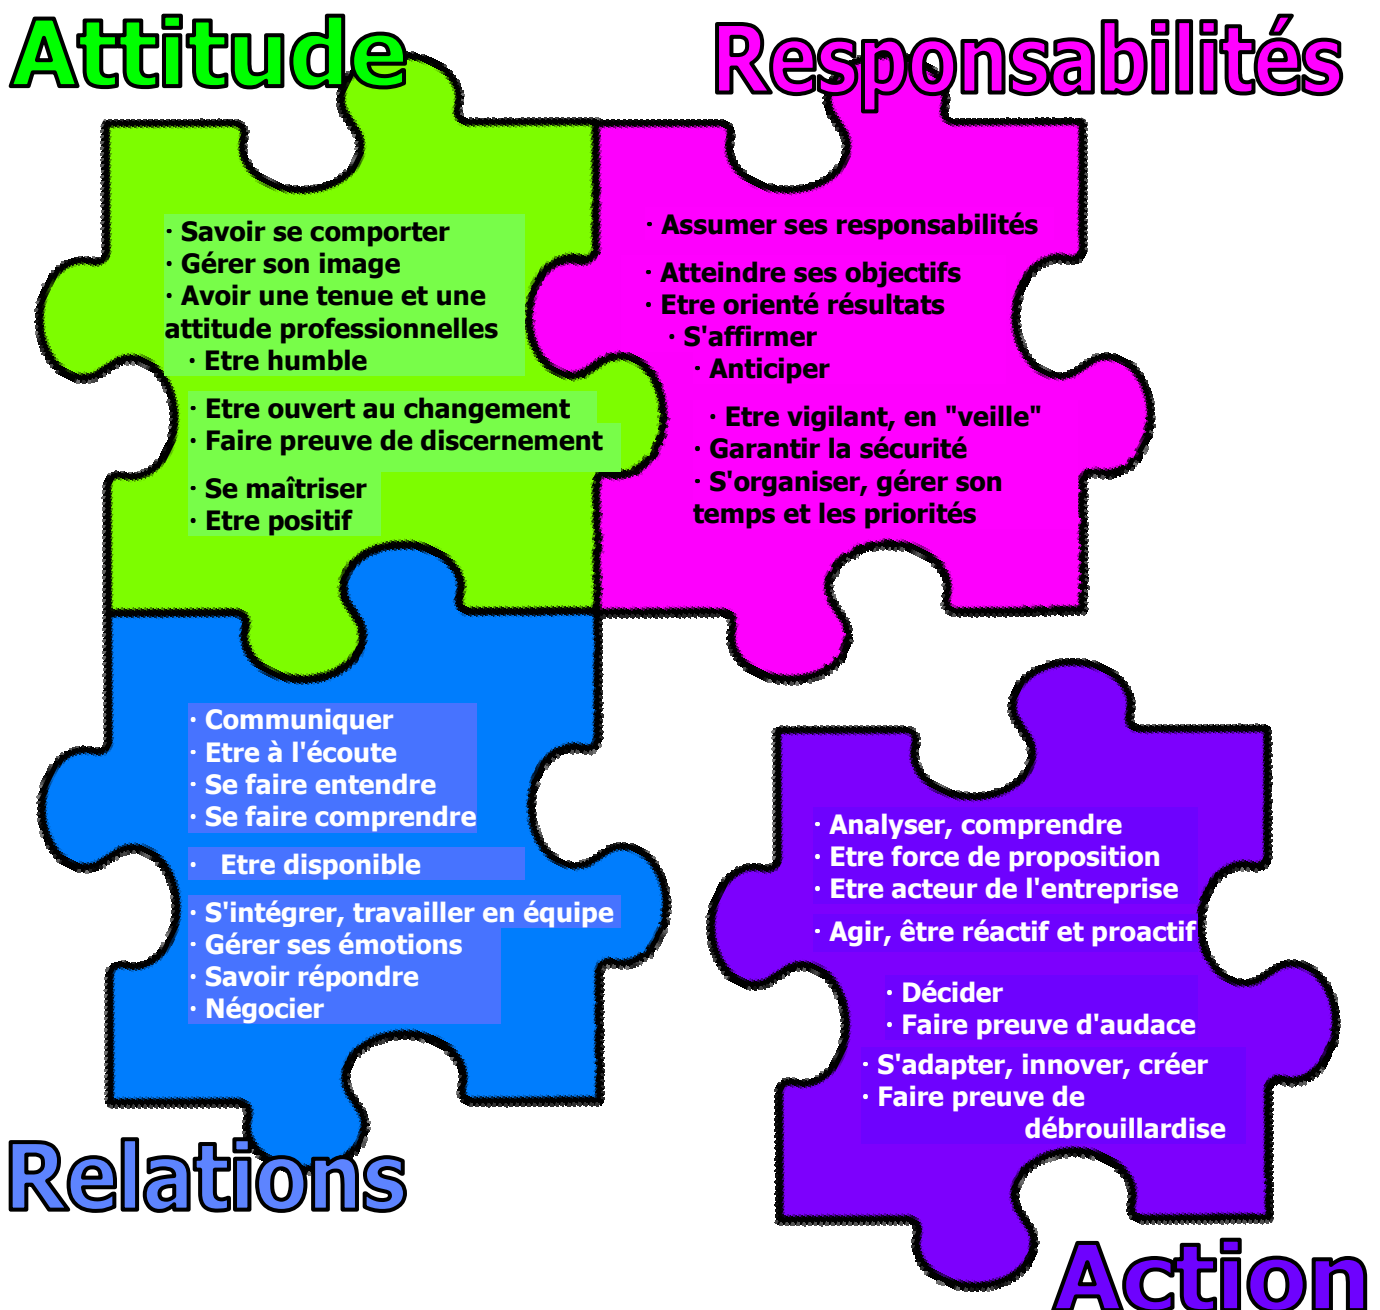 Attitude
Responsabilités
· Savoir se comporter
· Gérer son image
· Avoir une tenue et une
attitude professionnelles
· Etre humble
· Etre ouvert au changement
· Faire preuve de discernement
· Se maîtriser
· Etre positif
· Assumer ses responsabilités
· Atteindre ses objectifs
· Etre orienté résultats
· S'affirmer
· Anticiper
· Etre vigilant, en "veille"
· Garantir la sécurité
· S'organiser, gérer son
temps et les priorités
· Communiquer
· Etre à l'écoute
· Se faire entendre
· Se faire comprendre
· Etre disponible
· S'intégrer, travailler en équipe
· Gérer ses émotions
· Savoir répondre
· Négocier
Relations
· Analyser, comprendre
· Etre force de proposition
· Etre acteur de l'entreprise
· Agir, être réactif et proactif
· Décider
· Faire preuve d'audace
· S'adapter, innover, créer
· Faire preuve de
débrouillardise
Action